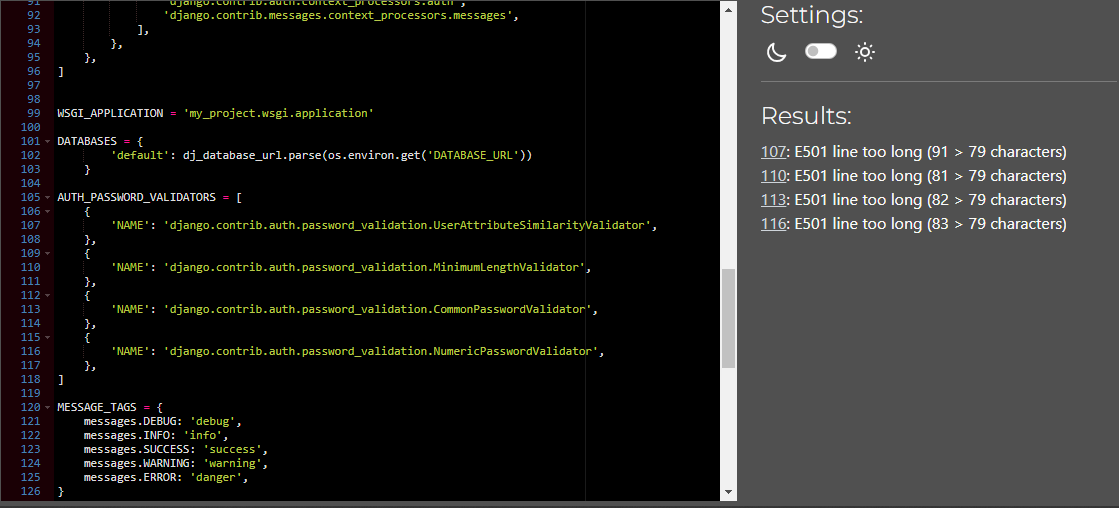 91 'django.contrib.auth.context_processors.auth',
92 'django.contrib.messages.context_processors.messages',
93 ],
94 },
95 },
96 ]
97
98
99 WSGI_APPLICATION = 'my_project.wsgi.application'
100
101 DATABASES = {
102 'default': dj_database_url.parse(os.environ.get('DATABASE_URL'))
103 }
104
105 AUTH_PASSWORD_VALIDATORS = [
106 {
107 'NAME': 'django.contrib.auth.password_validation.UserAttributeSimilarityValidator',
108 },
109 {
110 'NAME': 'django.contrib.auth.password_validation.MinimumLengthValidator',
111 },
112 {
113 'NAME': 'django.contrib.auth.password_validation.CommonPasswordValidator',
114 },
115 {
116 'NAME': 'django.contrib.auth.password_validation.NumericPasswordValidator',
117 },
118 ]
119
120 MESSAGE_TAGS = {
121 messages.DEBUG: 'debug',
122 messages.INFO: 'info',
123 messages.SUCCESS: 'success',
124 messages.WARNING: 'warning',
125 messages.ERROR: 'danger',
126 }
Settings:
Results:
107: E501 line too long (91 > 79 characters)
110: E501 line too long (81 > 79 characters)
113: E501 line too long (82 > 79 characters)
116: E501 line too long (83 > 79 characters)